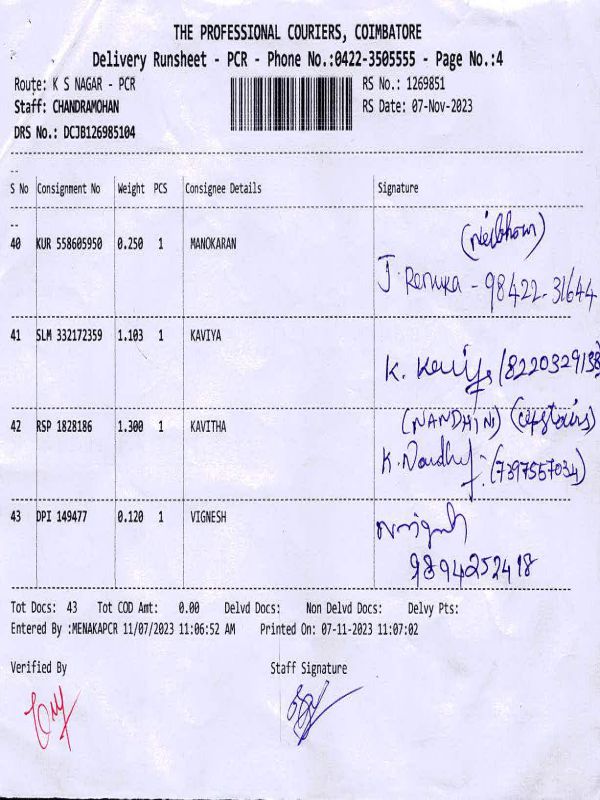 THE PROFESSIONAL COURIERS, COIMBATORE
Delivery Runsheet - PCR - Phone No.:0422-3505555 - Page No.:4
Route: K S NAGAR - PCR RS No.: 1269851
Staff: CHANDRAMOHAN RS Date: 07-Nov-2023
DRS No.: DCJB126985104
S No Consignment No Weight PCS Consignee Details Signature
(Neibhour)
40 KUR 558605950 0.250 1 MANOKARAN
J. Renuka - 98422-31644
41 SLM 332172359 1.103 1 KAVIYA
K. Kaviya (8220329138)
42 RSP 1828186 1.300 1 KAVITHA (NANDHINI) (upstairs)
K. Nandhy (7397557034)
43 DPI 149477 0.120 1 VIGNESH
9894252418
Tot Docs: 43 Tot COD Amt: 0.00 Delvd Docs: Non Delvd Docs: Delvy Pts:
Entered By :MENAKAPCR 11/07/2023 11:06:52 AM Printed On: 07-11-2023 11:07:02
Verified By Staff Signature